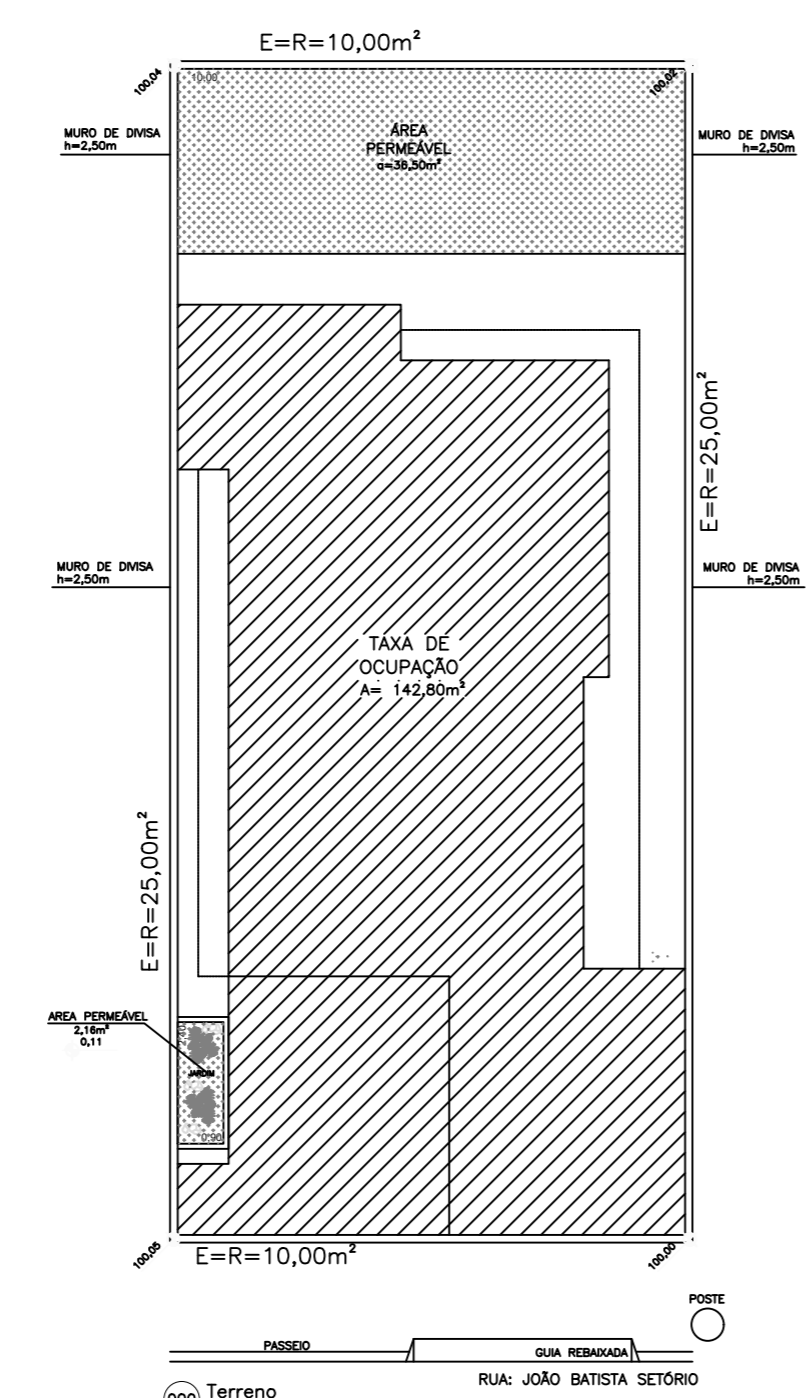 E=R=10,00m²
100,04
10,00
100,02
MURO DE DIVISA
h=2,50m
ÁREA
PERMEÁVEL
a=36,50m²
MURO DE DIVISA
h=2,50m
E=R=25,00m²
MURO DE DIVISA
h=2,50m
MURO DE DIVISA
h=2,50m
TAXA DE
OCUPAÇÃO
A= 142,80m²
E=R=25,00m²
AREA PERMEÁVEL
2,16m²
0,11
2,40
JARDIM
0,90
100,05
E=R=10,00m²
100,00
POSTE
PASSEIO
GUIA REBAIXADA
RUA: JOÃO BATISTA SETÓRIO
Terreno